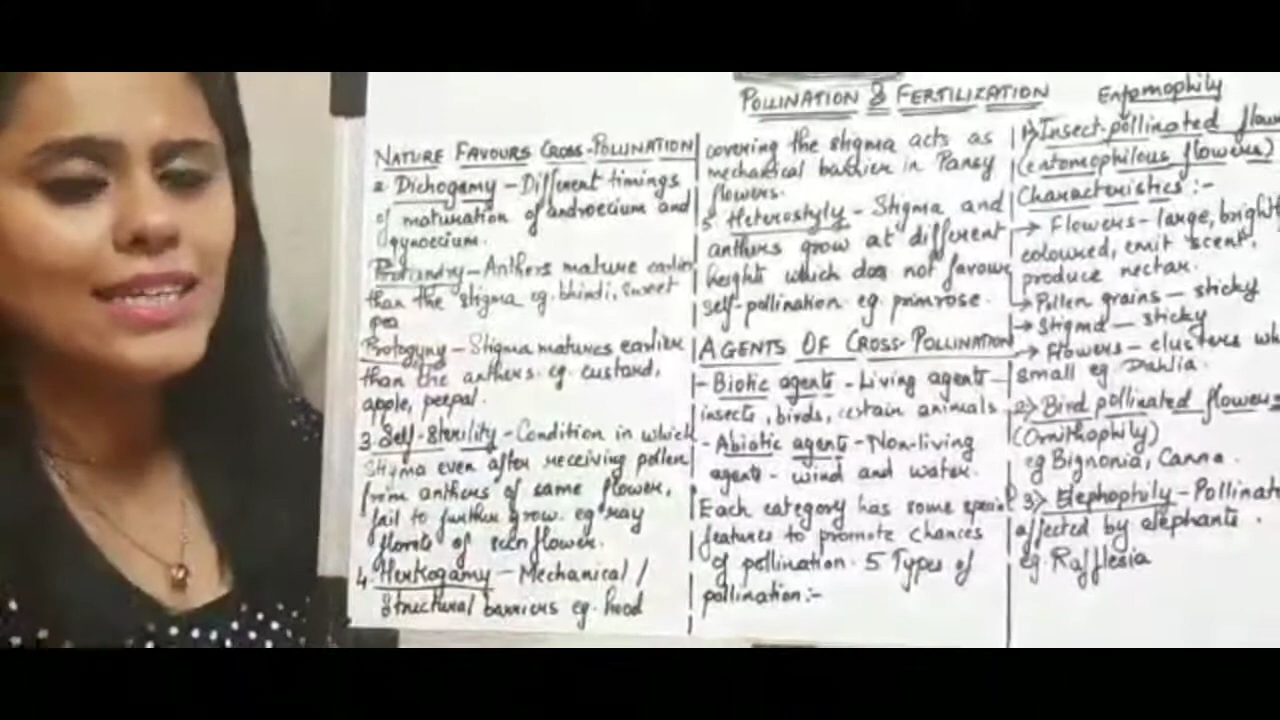 POLLINATION & FERTILIZATION
NATURE FAVOURS CROSS-POLLINATION
2. Dichogamy - Different timings
of maturation of androecium and
gynoecium.
Protandry - Anthers mature earlier
than the stigma eg. bhindi, sweet
pea
Protogyny - Stigma matures earlier
than the anthers. eg. custard,
apple, peepal.
3. Self-Sterility - Condition in which
stigma even after receiving pollen
from anthers of same flower,
fail to further grow. eg ray
florets of sunflower.
4. Herkogamy - Mechanical /
Structural barriers eg. hood
covering the stigma acts as
mechanical barrier in Pansy
flowers.
5. Heterostyly - Stigma and
anthers grow at different
heights which does not favour
self-pollination. eg. primrose.
AGENTS OF CROSS-POLLINATION
- Biotic agents - Living agents -
insects, birds, certain animals
- Abiotic agents - Non-living
agents - wind and water.
Each category has some special
features to promote chances
of pollination. 5 Types of
pollination:-
Entomophily
1> Insect-pollinated flow
(entomophilous flowers)
Characteristics :-
→ Flowers - large, bright
coloured, emit scent,
produce nectar.
→ Pollen grains - sticky
→ Stigma - sticky
→ Flowers - clusters wh
small eg Dahlia.
2> Bird pollinated flowers
(Ornithophily)
eg Bignonia, Canna.
3> Elephophily - Pollinat
affected by elephants.
eg. Rafflesia